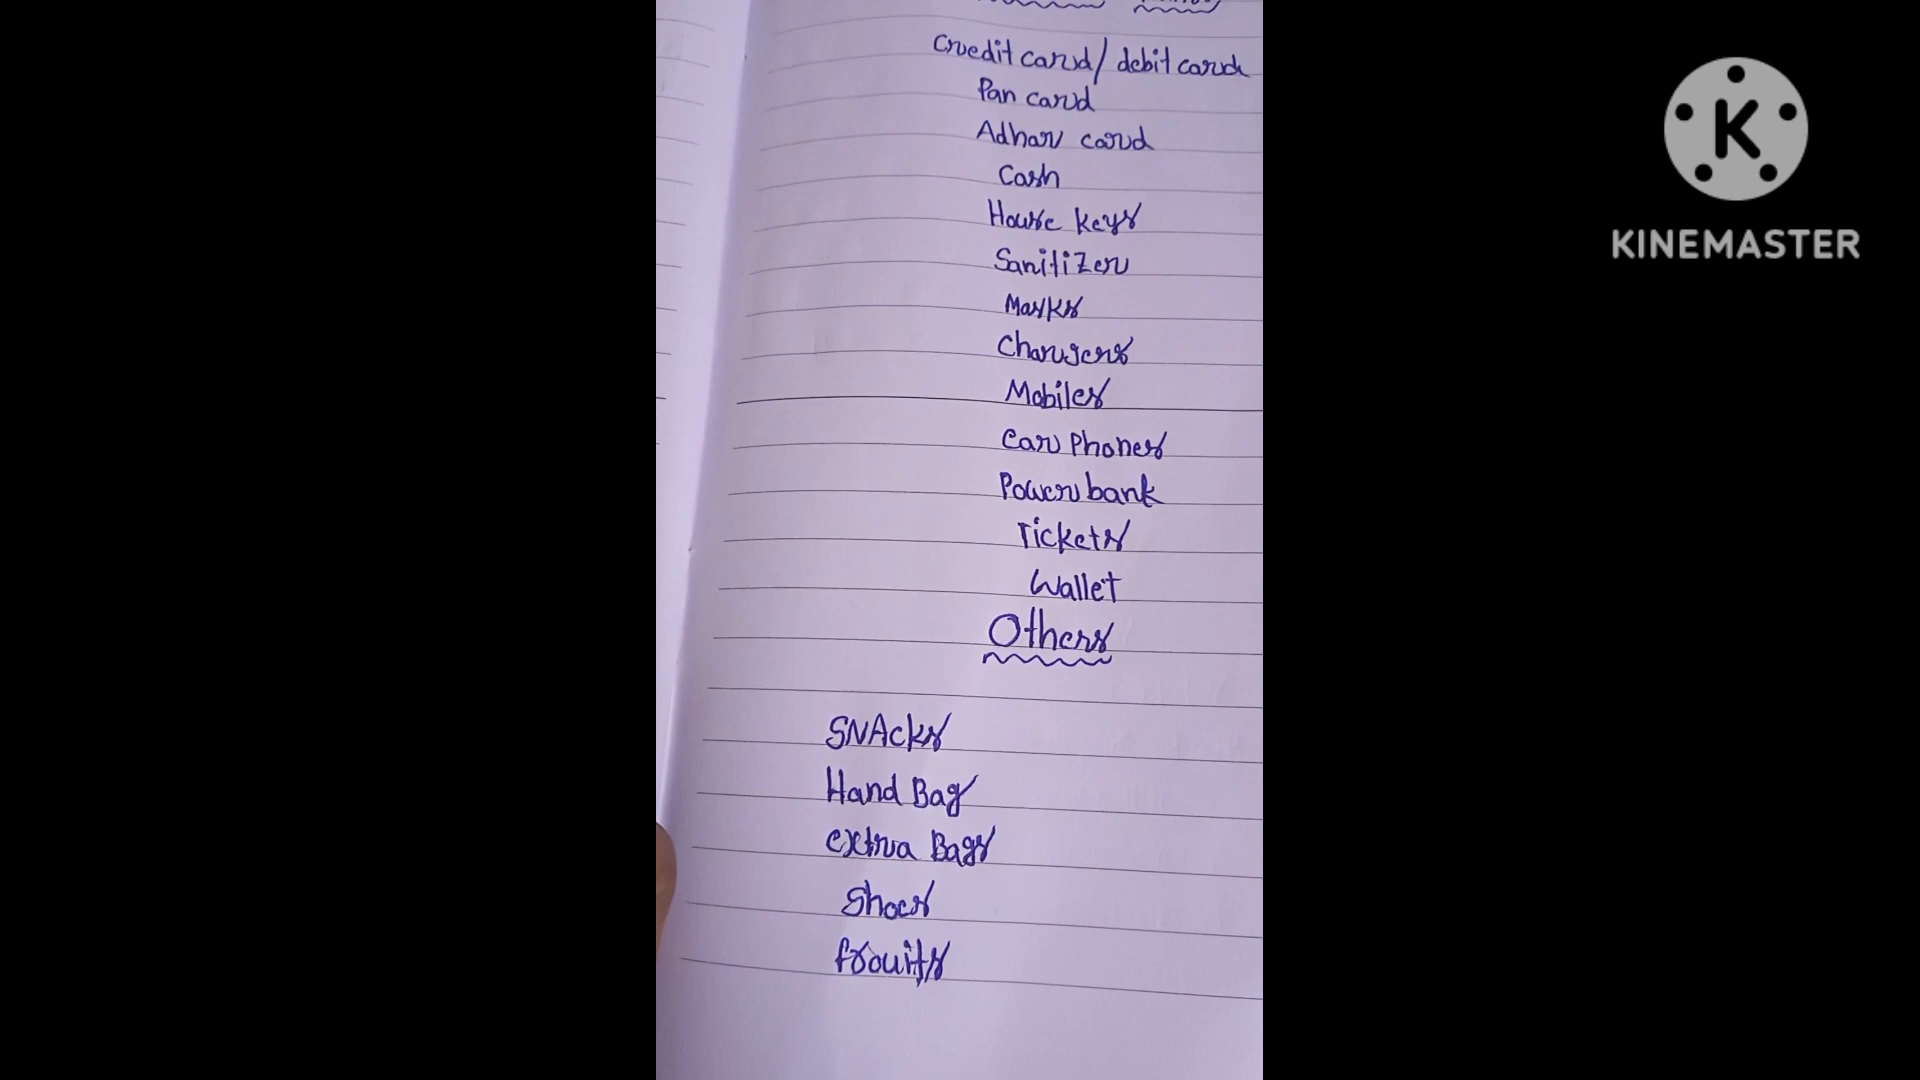 Credit card / debit card
Pan card
Adhar card
Cash
House keys
Sanitizer
Masks
Chargers
Mobiles
Ear Phones
Power bank
Tickets
Wallet
Others
SNAcks
Hand Bag
extra Bags
Shoes
frouits
K
KINEMASTER